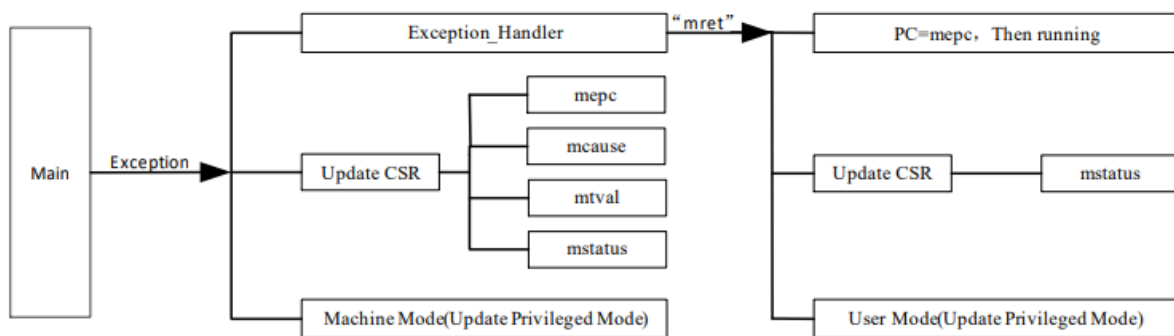 Main
Exception
Exception_Handler
Update CSR
mepc
mcause
mtval
mstatus
Machine Mode(Update Privileged Mode)
“mret”
PC=mepc，Then running
Update CSR
mstatus
User Mode(Update Privileged Mode)